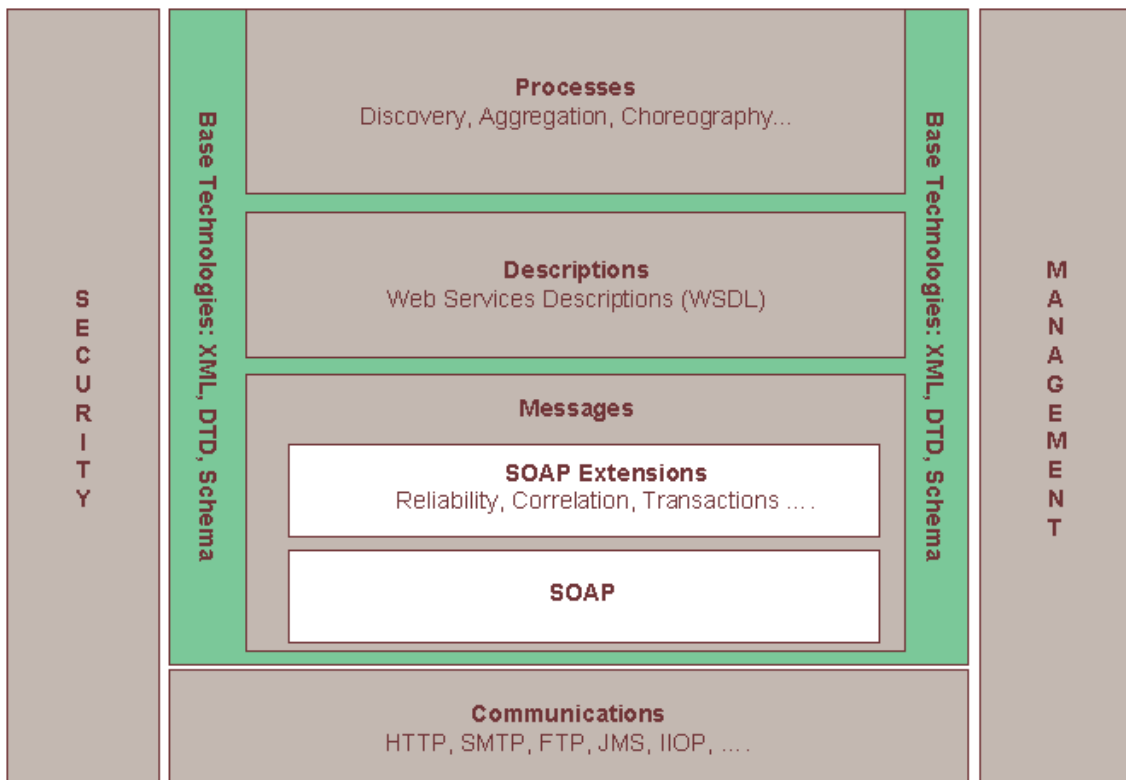 SECURITY
Base Technologies: XML, DTD, Schema
Processes
Discovery, Aggregation, Choreography...
Descriptions
Web Services Descriptions (WSDL)
Messages
SOAP Extensions
Reliability, Correlation, Transactions ....
SOAP
Base Technologies: XML, DTD, Schema
MANAGEMENT
Communications
HTTP, SMTP, FTP, JMS, IIOP, ....